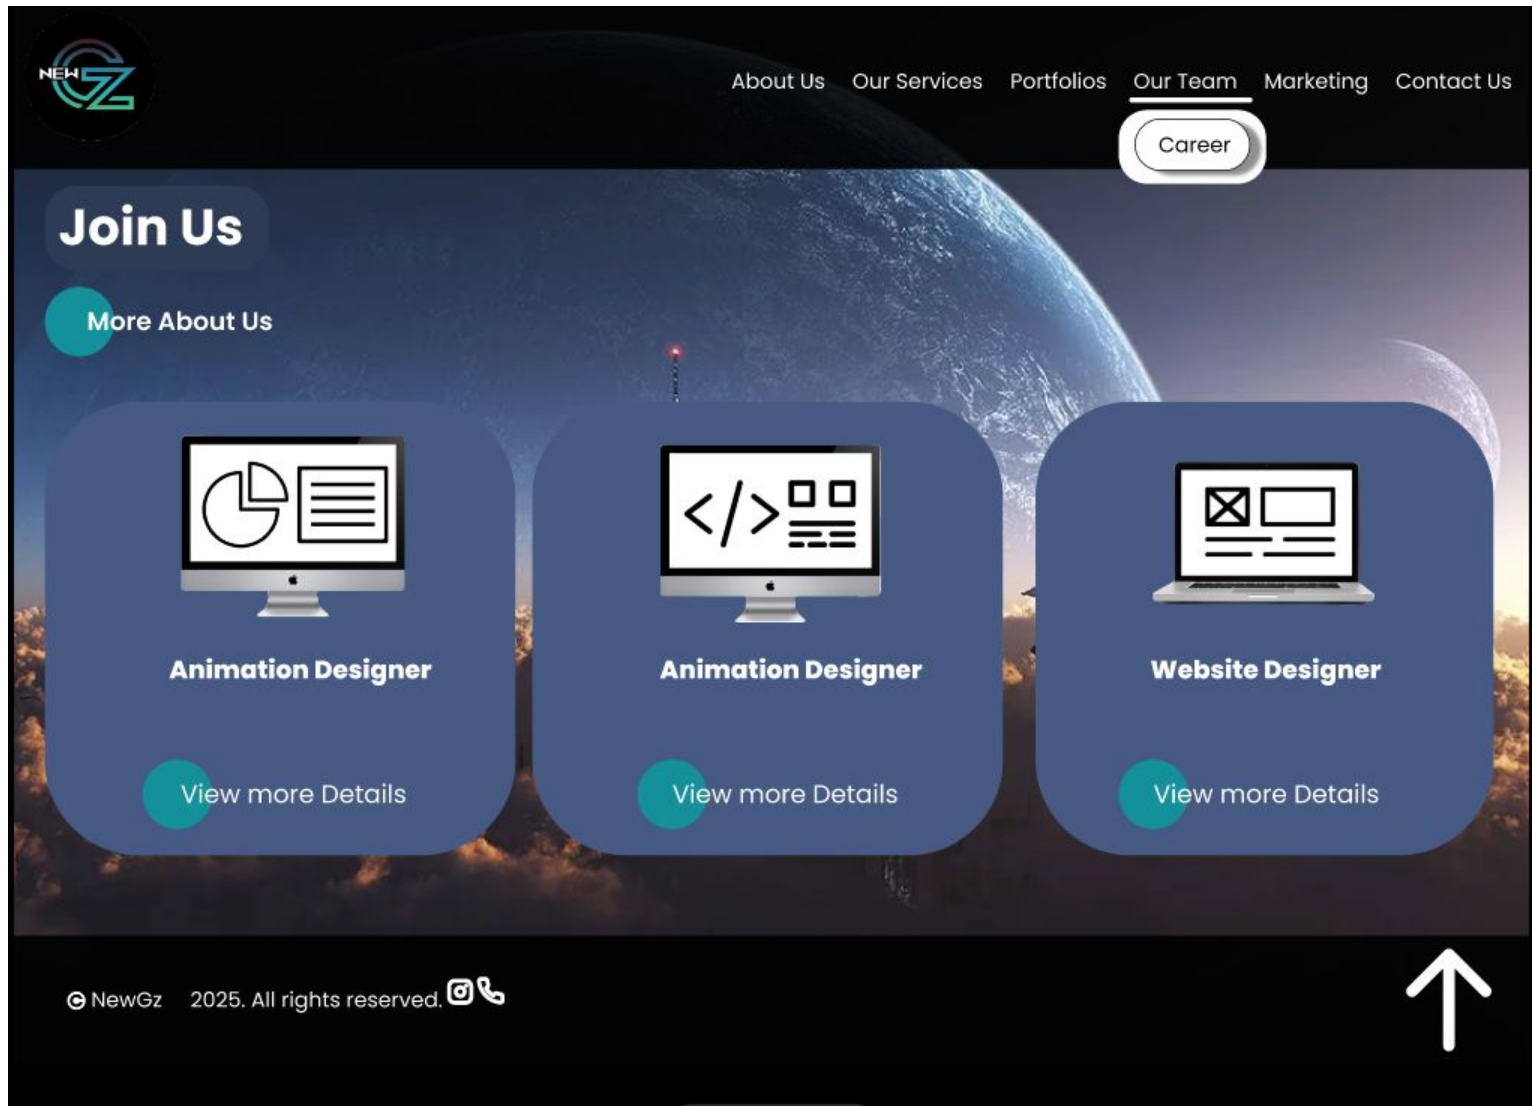 NEW GZ
About Us Our Services Portfolios Our Team Marketing Contact Us
Career
Join Us
More About Us
</>
Animation Designer Animation Designer Website Designer
View more Details View more Details View more Details
© NewGz 2025. All rights reserved.